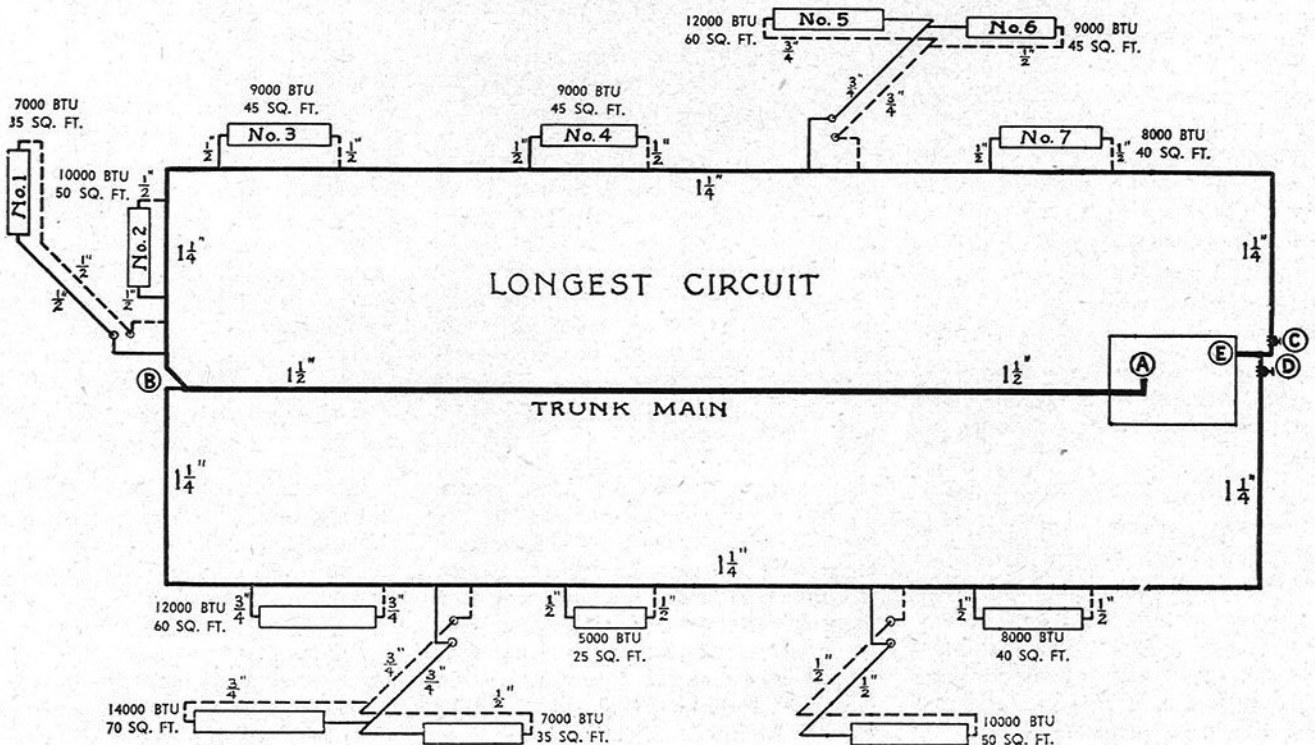 12000 BTU
60 SQ. FT.
No. 5
No. 6
9000 BTU
45 SQ. FT.
3/4"
1/2"
3/4"
3/4"
7000 BTU
35 SQ. FT.
9000 BTU
45 SQ. FT.
9000 BTU
45 SQ. FT.
No. 3
No. 4
No. 7
8000 BTU
40 SQ. FT.
1/2"
1/2"
1/2"
1/2"
1/2"
1/2"
No. 1
10000 BTU
50 SQ. FT.
1/2"
No. 2
1/2"
1/2"
1/2"
1 1/4"
1 1/4"
1 1/4"
LONGEST CIRCUIT
B
1 1/2"
1 1/2"
A
E
C
D
TRUNK MAIN
1 1/4"
1 1/4"
1 1/4"
12000 BTU
60 SQ. FT.
3/4"
3/4"
1/2"
1/2"
5000 BTU
25 SQ. FT.
1/2"
1/2"
8000 BTU
40 SQ. FT.
3/4"
3/4"
3/4"
1/2"
14000 BTU
70 SQ. FT.
7000 BTU
35 SQ. FT.
1/2"
1/2"
10000 BTU
50 SQ. FT.